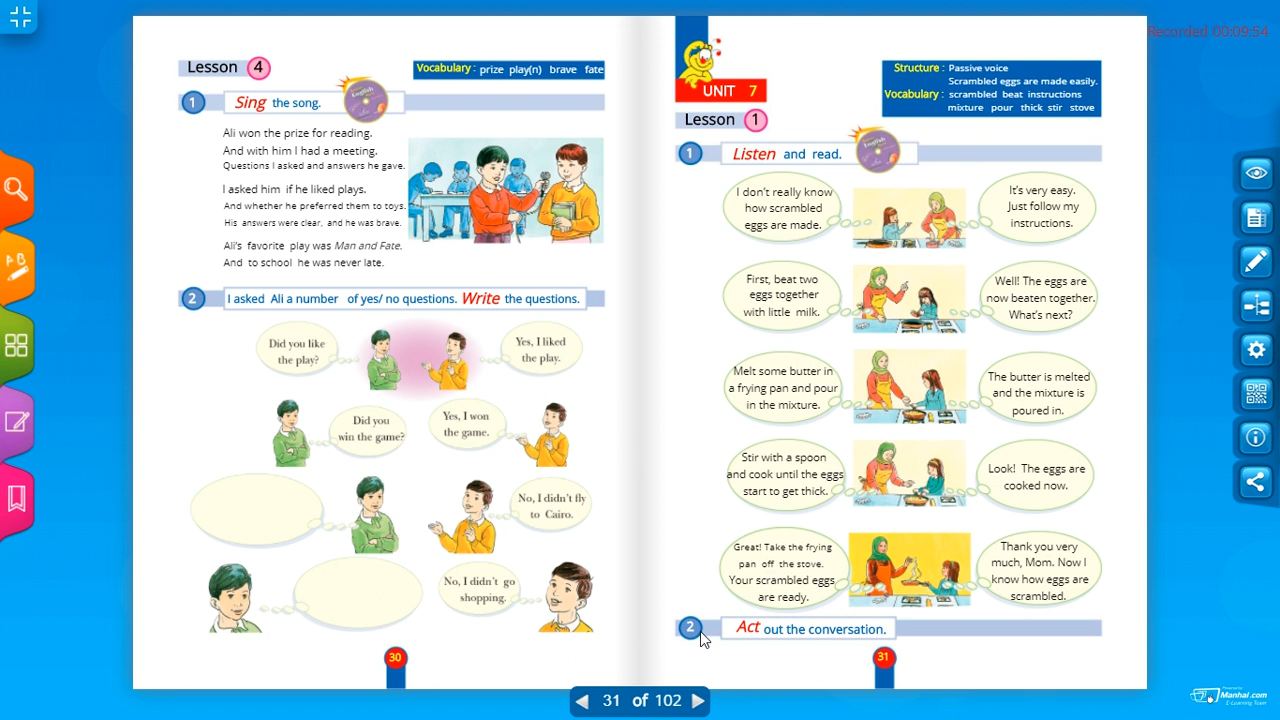 Recorded 00:09:54
Lesson 4
Vocabulary : prize play(n) brave fate
1 Sing the song.
Ali won the prize for reading.
And with him I had a meeting.
Questions I asked and answers he gave.
I asked him if he liked plays.
And whether he preferred them to toys.
His answers were clear, and he was brave.
Ali's favorite play was Man and Fate.
And to school he was never late.
2 I asked Ali a number of yes/ no questions. Write the questions.
Did you like
the play?
Yes, I liked
the play.
Did you
win the game?
Yes, I won
the game.
No, I didn't fly
to Cairo.
No, I didn't go
shopping.
30
UNIT 7
Structure : Passive voice
Scrambled eggs are made easily.
Vocabulary : scrambled beat instructions
mixture pour thick stir stove
Lesson 1
1 Listen and read.
I don't really know
how scrambled
eggs are made.
It's very easy.
Just follow my
instructions.
First, beat two
eggs together
with little milk.
Well! The eggs are
now beaten together.
What's next?
Melt some butter in
a frying pan and pour
in the mixture.
The butter is melted
and the mixture is
poured in.
Stir with a spoon
and cook until the eggs
start to get thick.
Look! The eggs are
cooked now.
Great! Take the frying
pan off the stove.
Your scrambled eggs
are ready.
Thank you very
much, Mom. Now I
know how eggs are
scrambled.
2 Act out the conversation.
31
31 of 102
Manhal.com
E-Learning Team